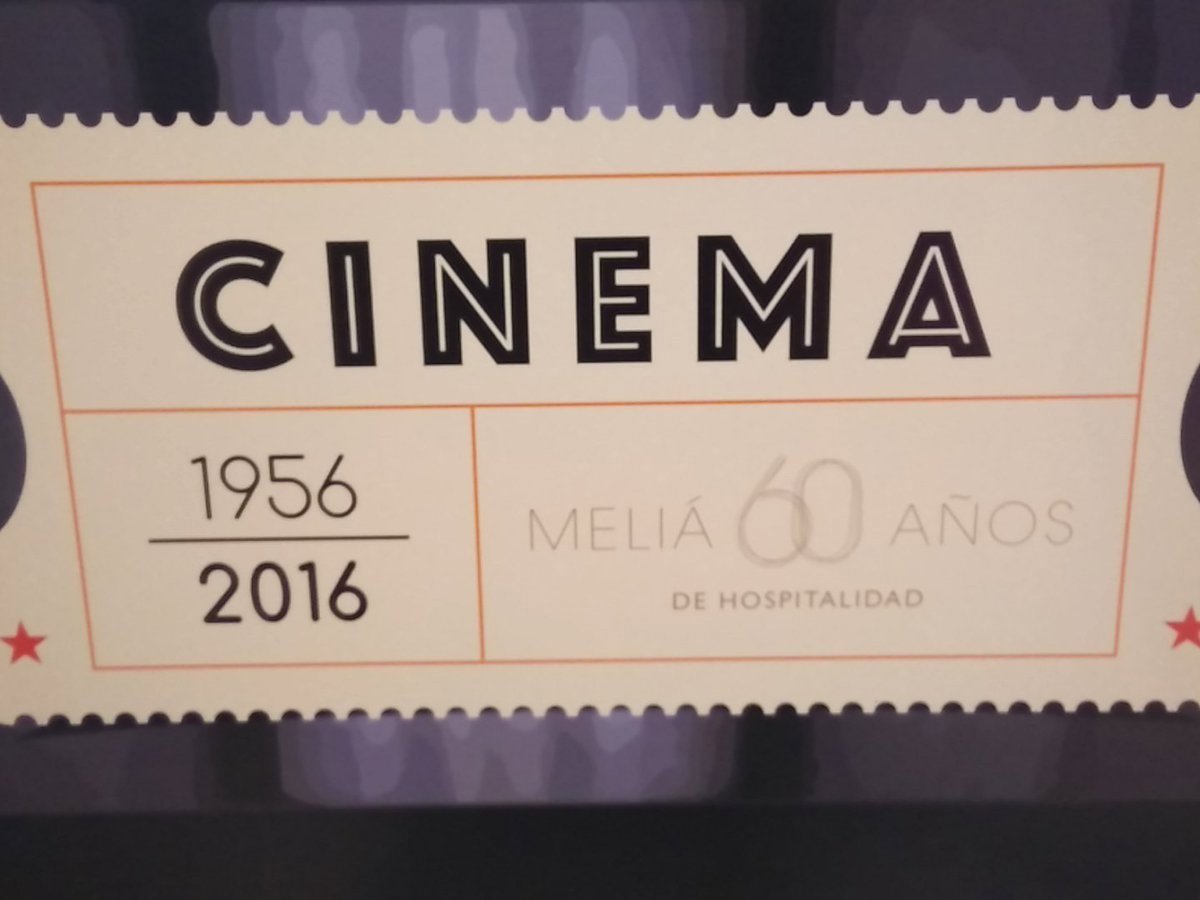 CINEMA
1956
2016
MELIÁ 60 AÑOS
DE HOSPITALIDAD